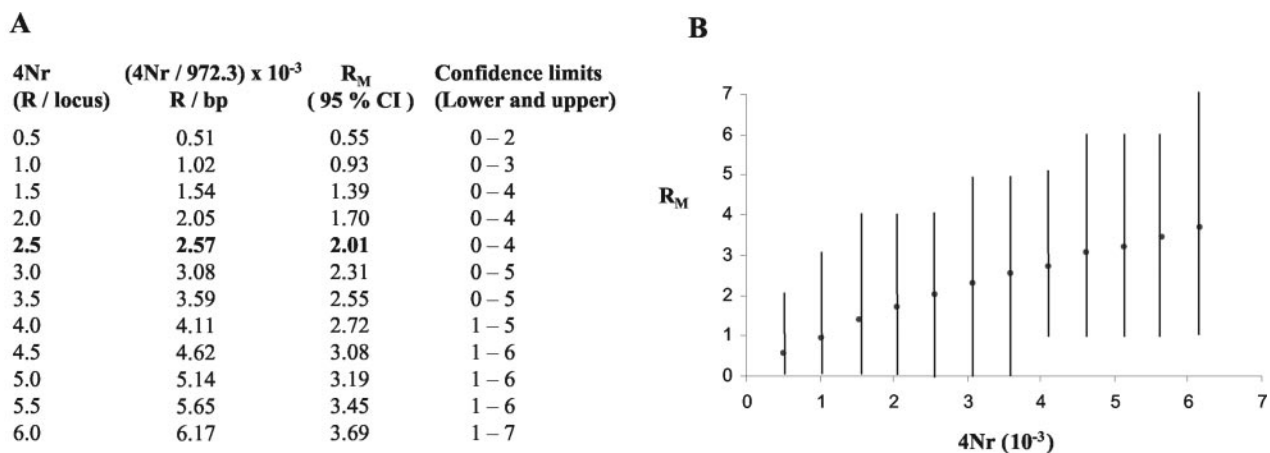 A
4Nr (4Nr / 972.3) x 10⁻³ R_M Confidence limits
(R / locus) R / bp ( 95 % CI ) (Lower and upper)
0.5 0.51 0.55 0 – 2
1.0 1.02 0.93 0 – 3
1.5 1.54 1.39 0 – 4
2.0 2.05 1.70 0 – 4
2.5 2.57 2.01 0 – 4
3.0 3.08 2.31 0 – 5
3.5 3.59 2.55 0 – 5
4.0 4.11 2.72 1 – 5
4.5 4.62 3.08 1 – 6
5.0 5.14 3.19 1 – 6
5.5 5.65 3.45 1 – 6
6.0 6.17 3.69 1 – 7
B
7
6
5
R_M
4
3
2
1
0
0 1 2 3 4 5 6 7
4Nr (10⁻³)